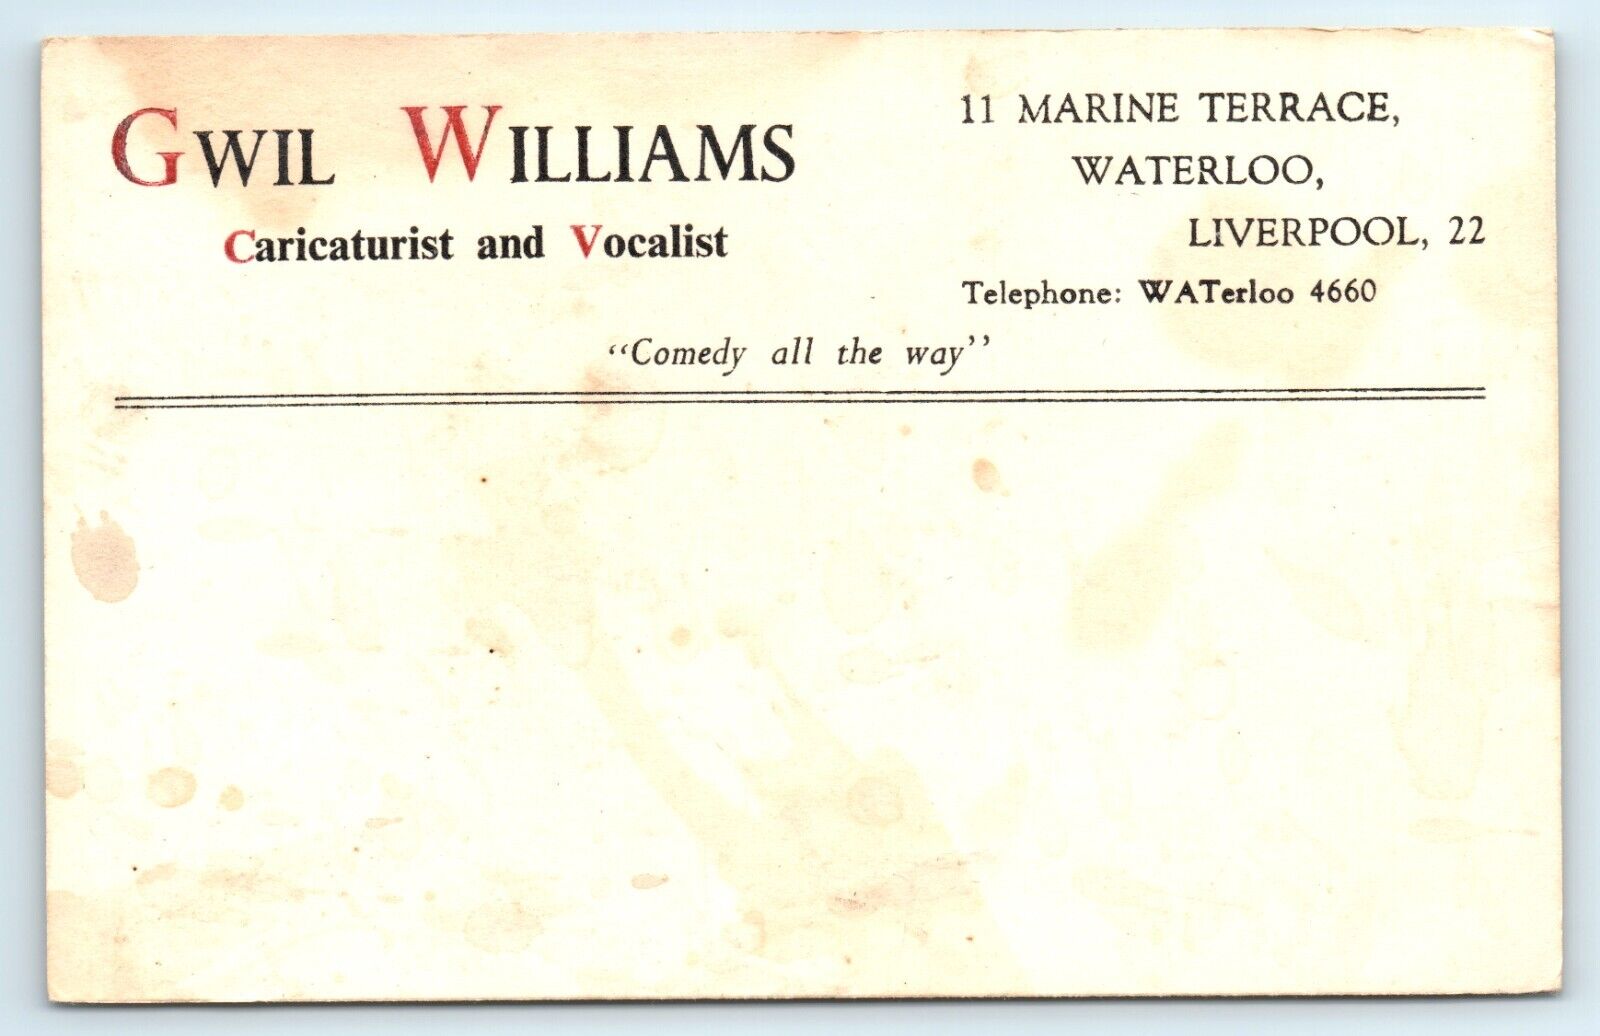 GWIL WILLIAMS
Caricaturist and Vocalist
11 MARINE TERRACE,
WATERLOO,
LIVERPOOL, 22
Telephone: WATerloo 4660
"Comedy all the way"